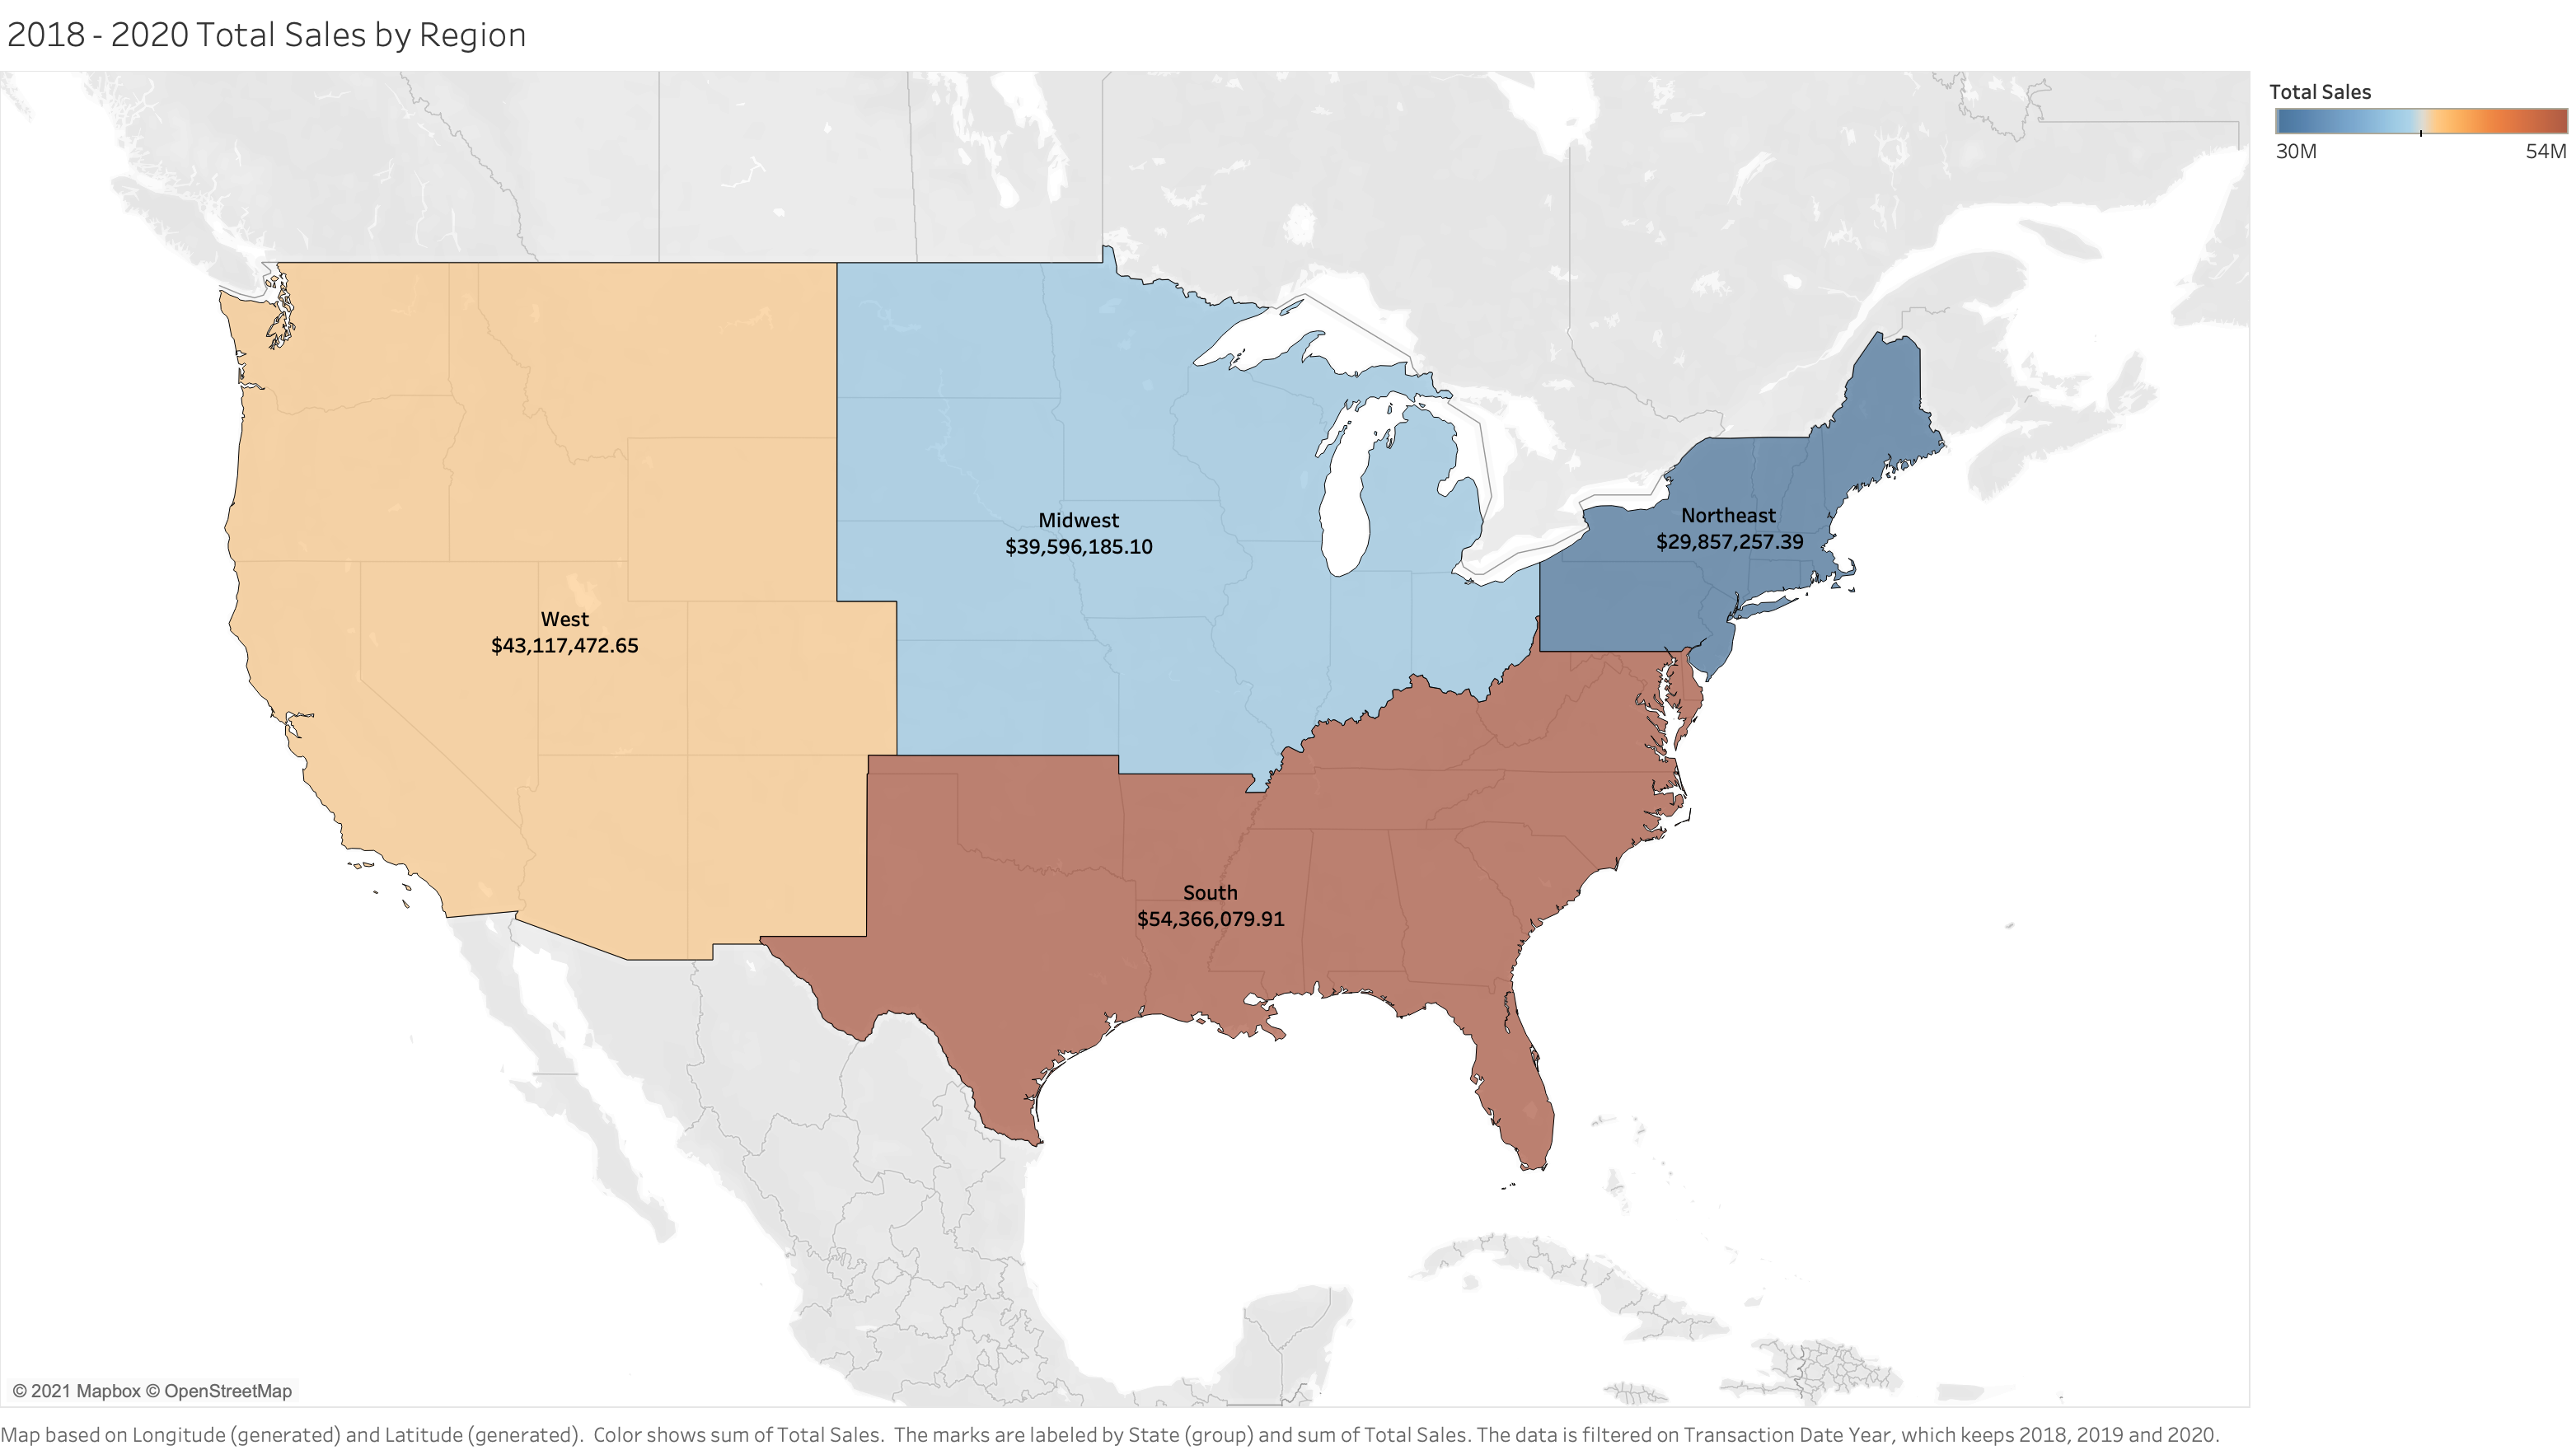 2018 - 2020 Total Sales by Region
Total Sales
30M 54M
Midwest
$39,596,185.10
Northeast
$29,857,257.39
West
$43,117,472.65
South
$54,366,079.91
© 2021 Mapbox © OpenStreetMap
Map based on Longitude (generated) and Latitude (generated).  Color shows sum of Total Sales.  The marks are labeled by State (group) and sum of Total Sales. The data is filtered on Transaction Date Year, which keeps 2018, 2019 and 2020.